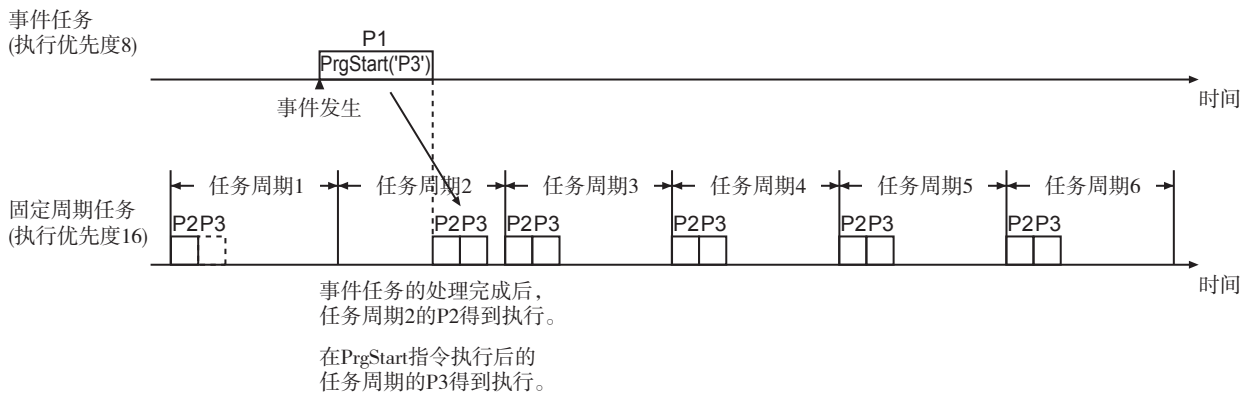 事件任务
(执行优先度8)
P1
PrgStart('P3')
事件发生
时间
任务周期1
任务周期2
任务周期3
任务周期4
任务周期5
任务周期6
固定周期任务
(执行优先度16)
P2P3
P2P3
P2P3
P2P3
P2P3
P2P3
时间
事件任务的处理完成后，
任务周期2的P2得到执行。
在PrgStart指令执行后的
任务周期的P3得到执行。